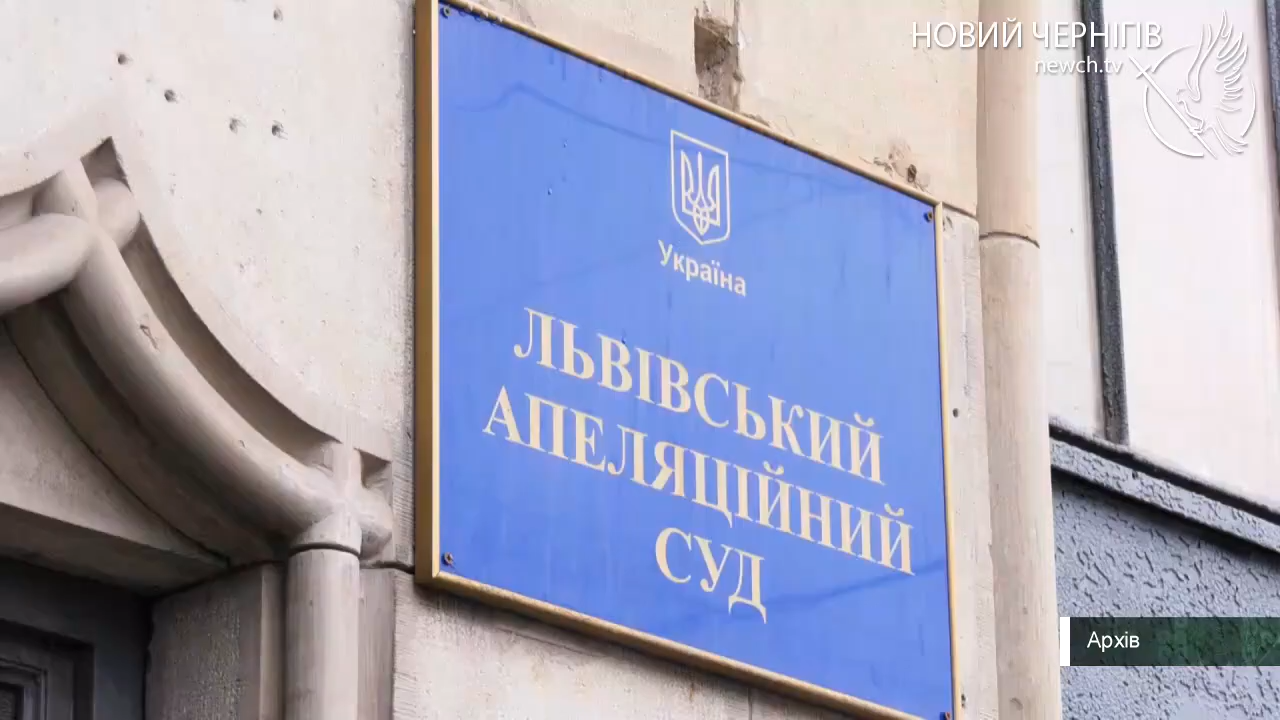 НОВИЙ ЧЕРНІГІВ
newch.tv
Україна
ЛЬВІВСЬКИЙ
АПЕЛЯЦІЙНИЙ
СУД
Архів